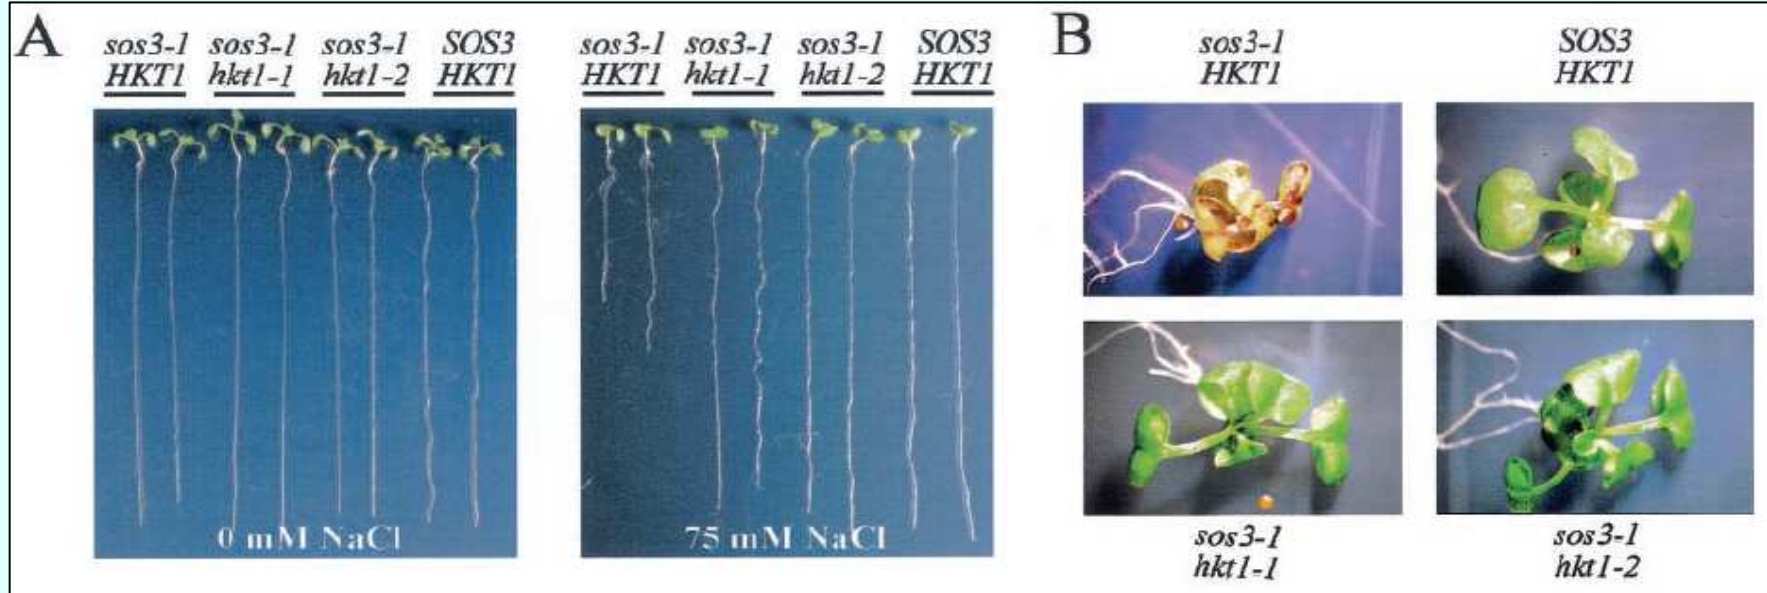 A
sos3-1 sos3-1 sos3-1 SOS3
HKT1 hkt1-1 hkt1-2 HKT1
0 mM NaCl
sos3-1 sos3-1 sos3-1 SOS3
HKT1 hkt1-1 hkt1-2 HKT1
75 mM NaCl
B
sos3-1
HKT1
SOS3
HKT1
sos3-1
hkt1-1
sos3-1
hkt1-2